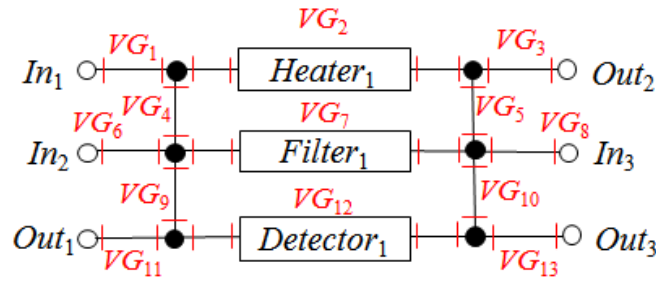 VG₂
VG₁ VG₃
In₁ Heater₁ Out₂
VG₄ VG₅
VG₆ VG₇ VG₈
In₂ Filter₁ In₃
VG₉ VG₁₀
VG₁₂
Out₁ Detector₁ Out₃
VG₁₁ VG₁₃